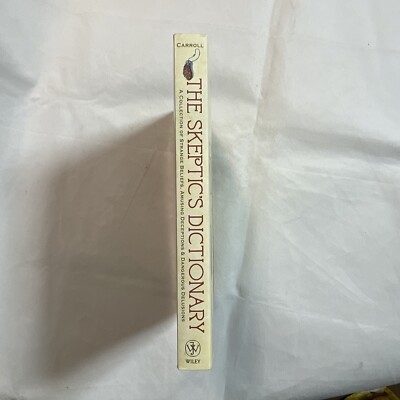 CARROLL
THE SKEPTIC'S DICTIONARY
A COLLECTION OF STRANGE BELIEFS, AMUSING DECEPTIONS & DANGEROUS DELUSIONS
WILEY